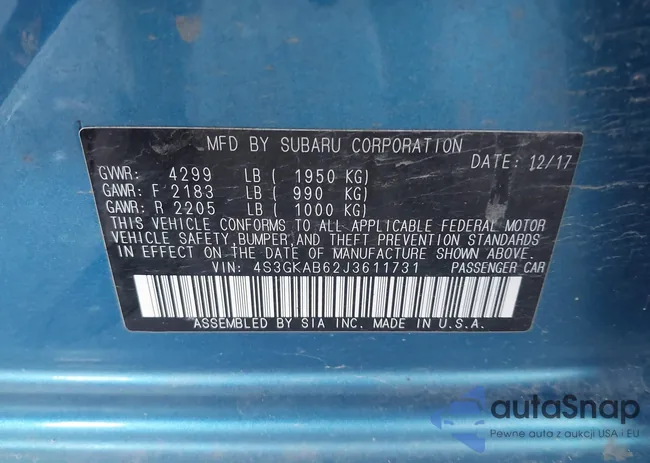 MFD BY SUBARU CORPORATION
DATE: 12/17
GVWR: 4299 LB ( 1950 KG)
GAWR: F 2183 LB ( 990 KG)
GAWR: R 2205 LB ( 1000 KG)
THIS VEHICLE CONFORMS TO ALL APPLICABLE FEDERAL MOTOR
VEHICLE SAFETY,BUMPER,AND THEFT PREVENTION STANDARDS
IN EFFECT ON THE DATE OF MANUFACTURE SHOWN ABOVE.
VIN: 4S3GKAB62J3611731 PASSENGER CAR
ASSEMBLED BY SIA INC. MADE IN U.S.A.
autoSnap
Pewne auta z aukcji USA i EU